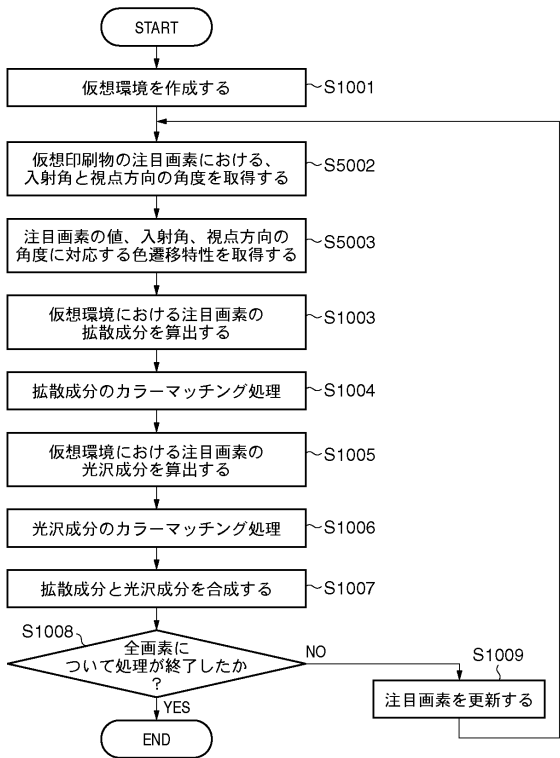 START
仮想環境を作成する
S1001
仮想印刷物の注目画素における、
入射角と視点方向の角度を取得する
S5002
注目画素の値、入射角、視点方向の
角度に対応する色遷移特性を取得する
S5003
仮想環境における注目画素の
拡散成分を算出する
S1003
拡散成分のカラーマッチング処理
S1004
仮想環境における注目画素の
光沢成分を算出する
S1005
光沢成分のカラーマッチング処理
S1006
拡散成分と光沢成分を合成する
S1007
S1008
全画素に
ついて処理が終了したか
?
NO
YES
S1009
注目画素を更新する
END